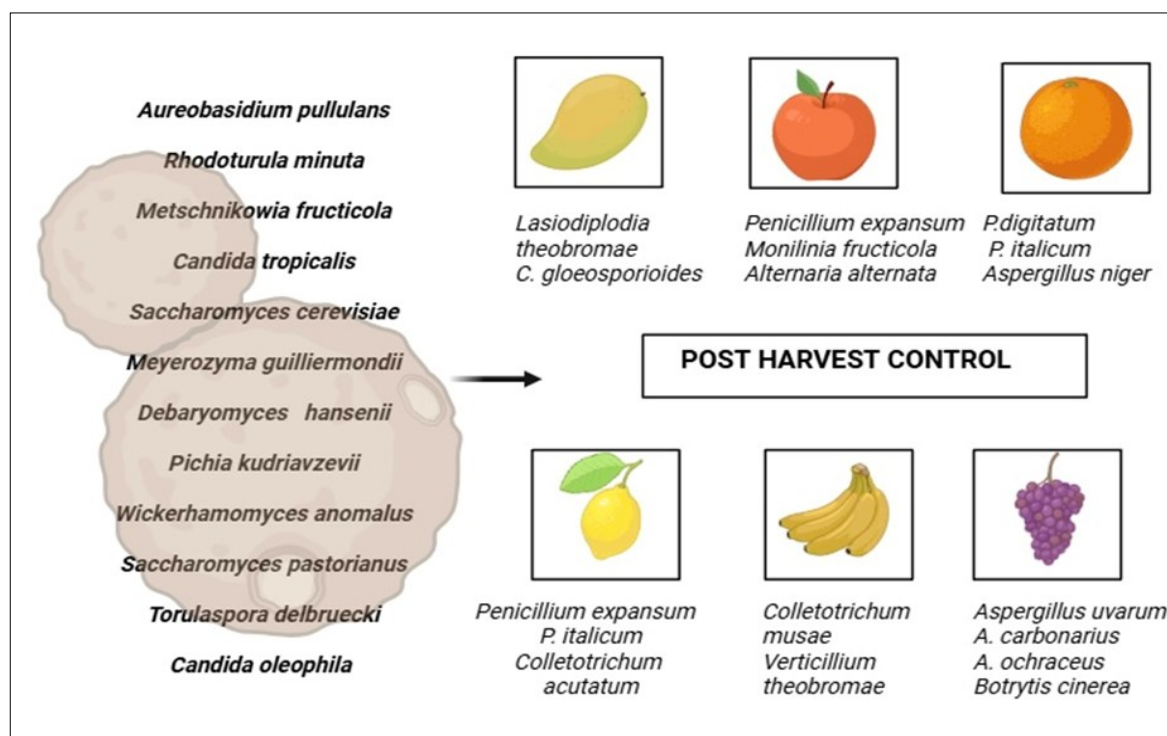 Aureobasidium pullulans
Rhodoturula minuta
Metschnikowia fructicola
Candida tropicalis
Saccharomyces cerevisiae
Meyerozyma guilliermondii
Debaryomyces hansenii
Pichia kudriavzevii
Wickerhamomyces anomalus
Saccharomyces pastorianus
Torulaspora delbruecki
Candida oleophila
Lasiodiplodia
theobromae
C. gloeosporioides
Penicillium expansum
Monilinia fructicola
Alternaria alternata
P.digitatum
P. italicum
Aspergillus niger
POST HARVEST CONTROL
Penicillium expansum
P. italicum
Colletotrichum
acutatum
Colletotrichum
musae
Verticillium
theobromae
Aspergillus uvarum
A. carbonarius
A. ochraceus
Botrytis cinerea